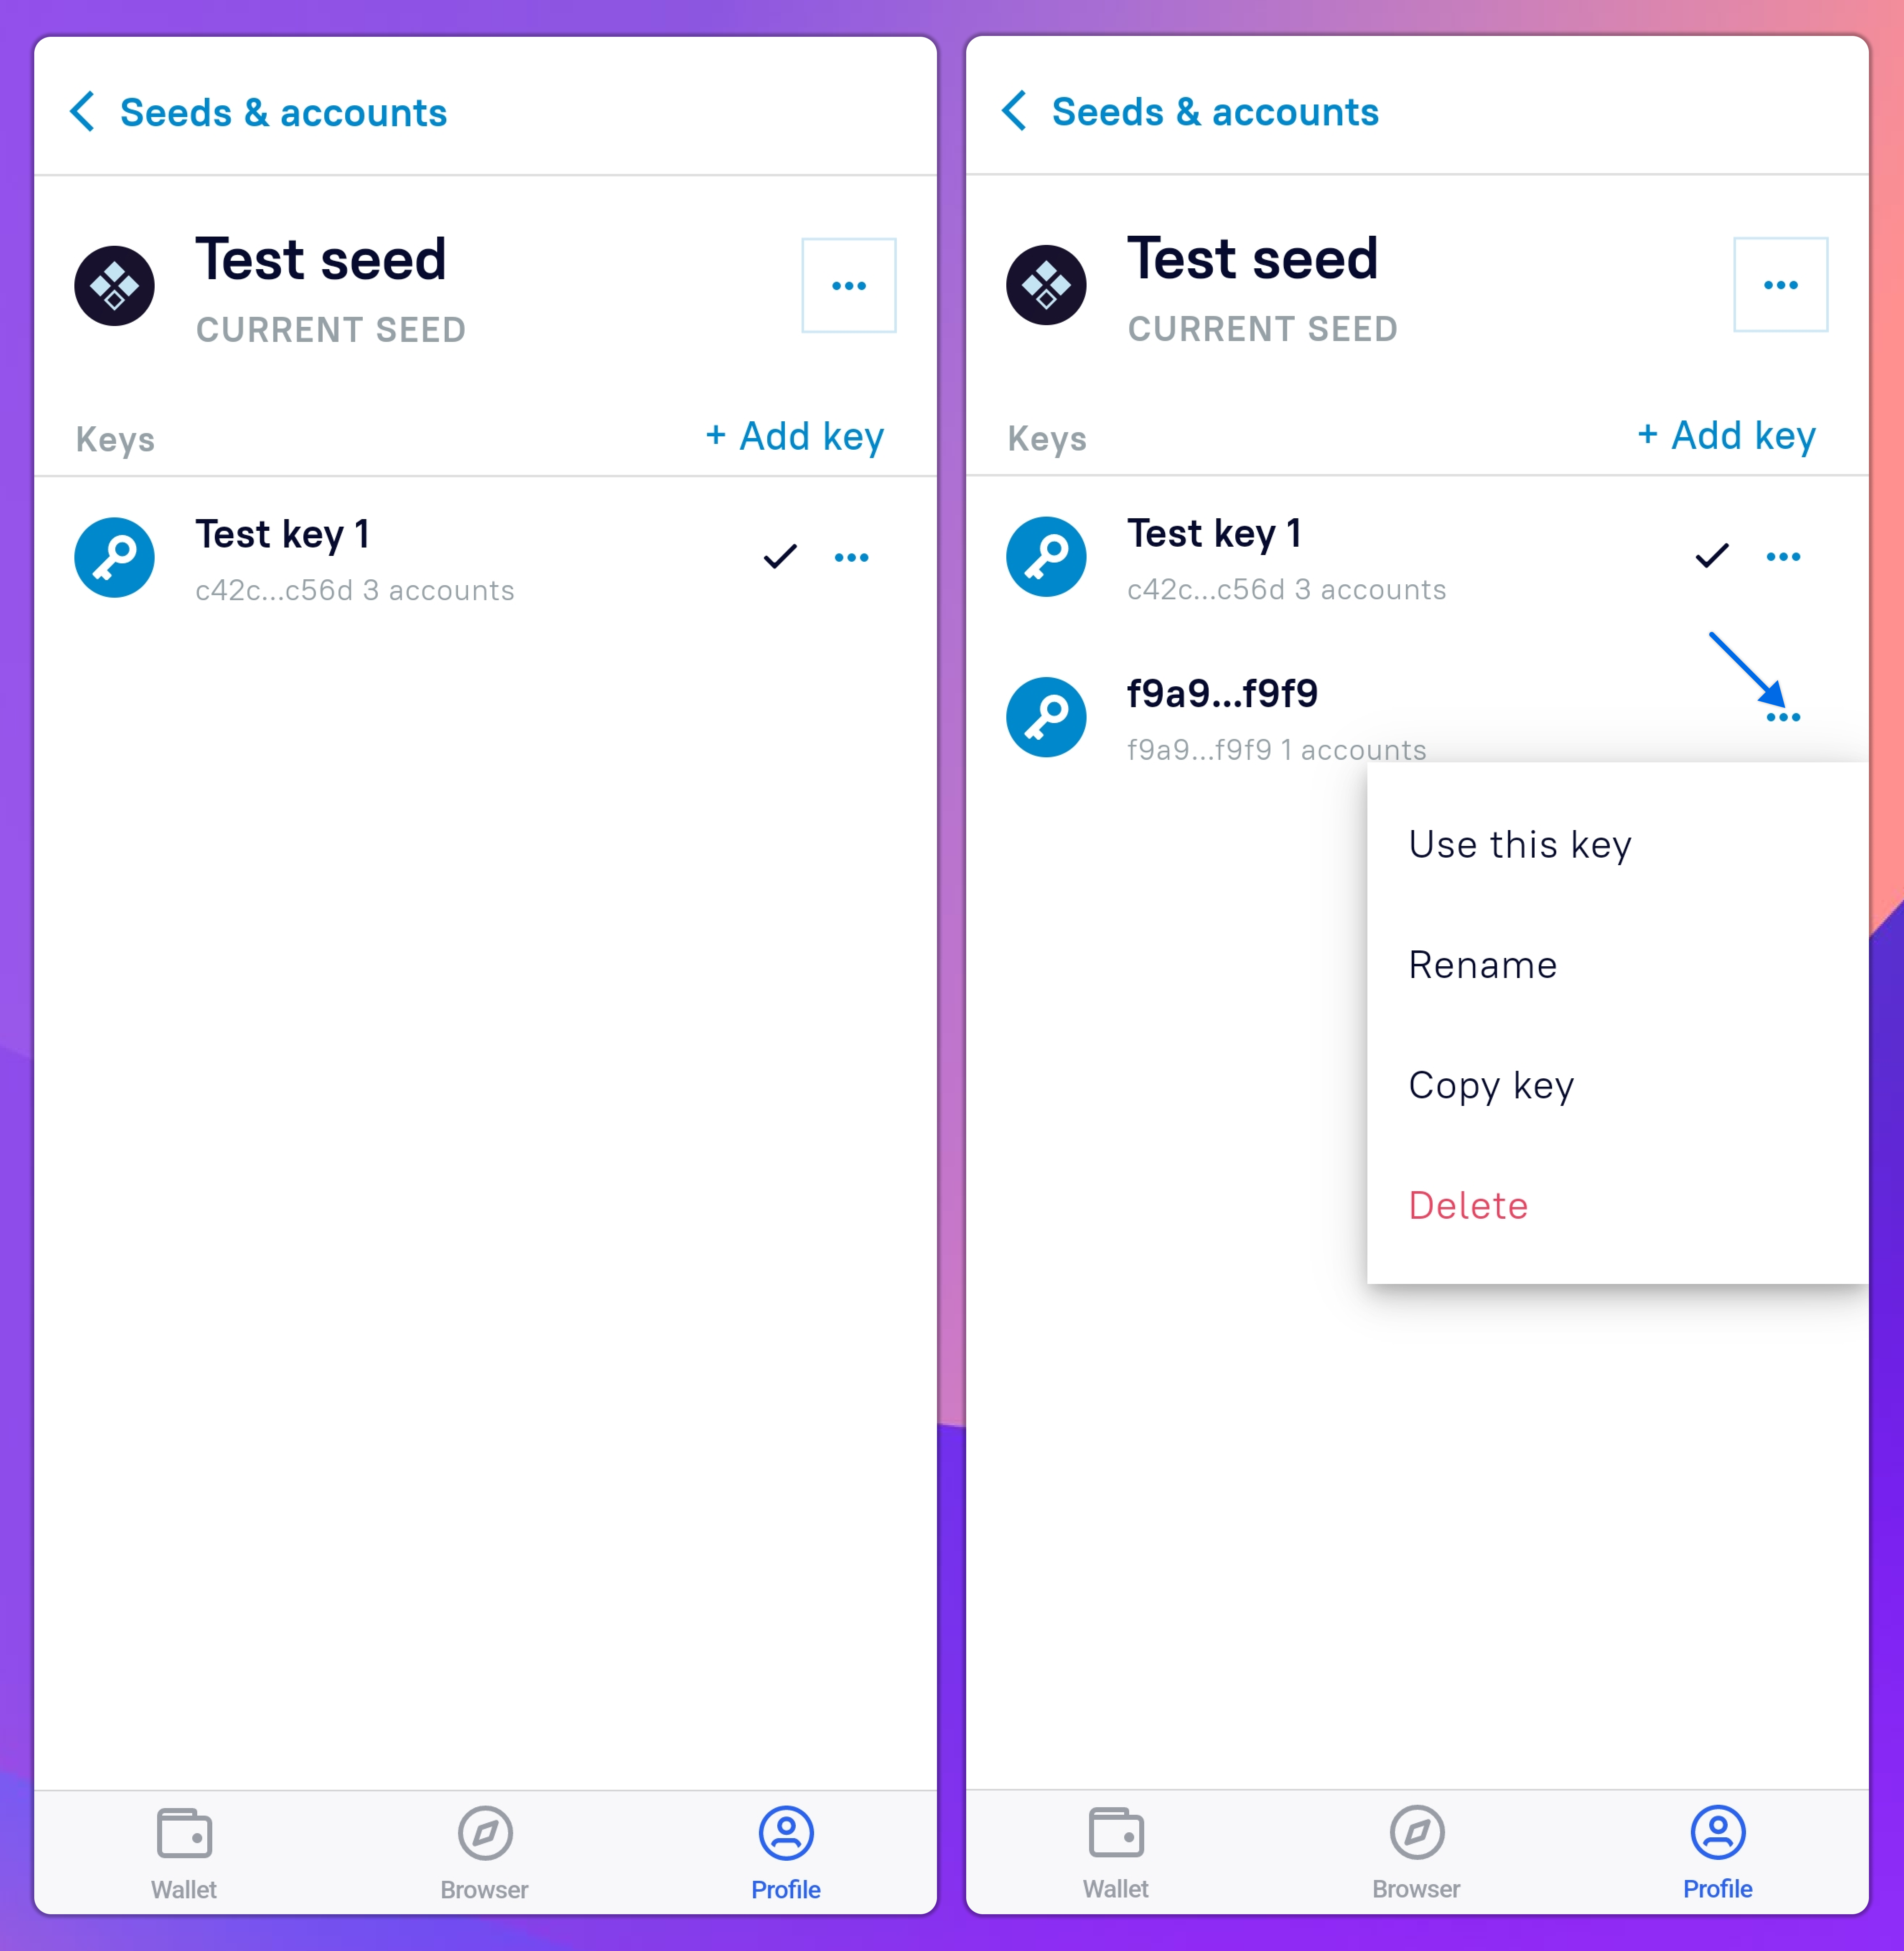 Seeds & accounts
Test seed
CURRENT SEED
Keys
+ Add key
Test key 1
c42c...c56d 3 accounts
Wallet
Browser
Profile
Seeds & accounts
Test seed
CURRENT SEED
Keys
+ Add key
Test key 1
c42c...c56d 3 accounts
f9a9...f9f9
f9a9...f9f9 1 accounts
Use this key
Rename
Copy key
Delete
Wallet
Browser
Profile